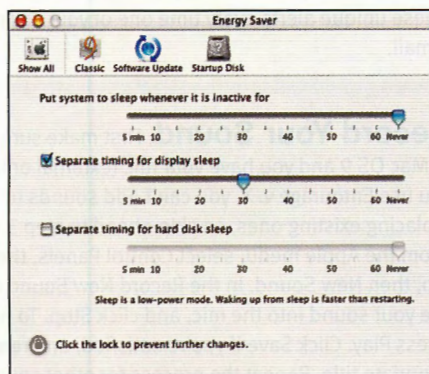 Energy Saver
Show All Classic Software Update Startup Disk
Put system to sleep whenever it is inactive for
5 min 10 20 30 40 50 60 Never
Separate timing for display sleep
5 min 10 20 30 40 50 60 Never
Separate timing for hard disk sleep
5 min 10 20 30 40 50 60 Never
Sleep is a low-power mode. Waking up from sleep is faster than restarting.
Click the lock to prevent further changes.